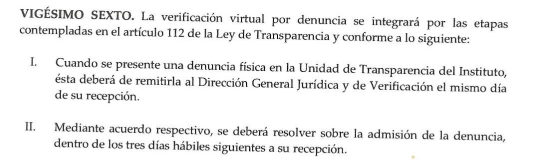 VIGÉSIMO SEXTO. La verificación virtual por denuncia se integrará por las etapas
contempladas en el artículo 112 de la Ley de Transparencia y conforme a lo siguiente:
I. Cuando se presente una denuncia física en la Unidad de Transparencia del Instituto,
ésta deberá de remitirla al Dirección General Jurídica y de Verificación el mismo día
de su recepción.
II. Mediante acuerdo respectivo, se deberá resolver sobre la admisión de la denuncia,
dentro de los tres días hábiles siguientes a su recepción.